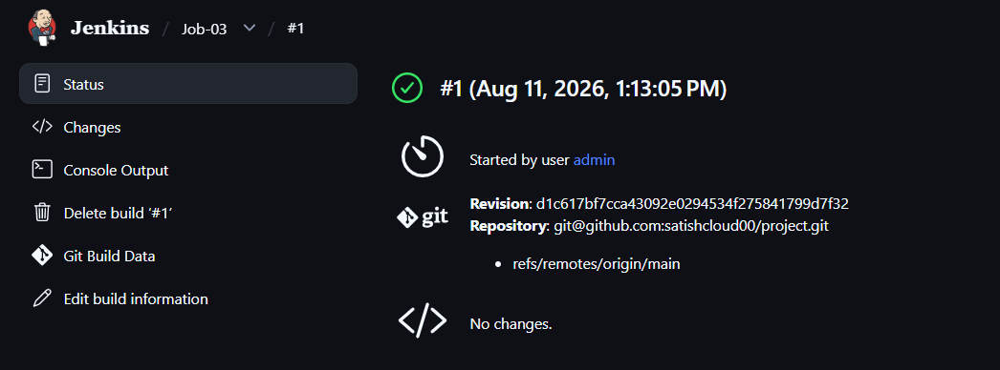 Jenkins / Job-03 / #1
Status
Changes
Console Output
Delete build ‘#1’
Git Build Data
Edit build information
#1 (Aug 11, 2026, 1:13:05 PM)
Started by user admin
git
Revision: d1c617bf7cca43092e0294534f275841799d7f32
Repository: git@github.com:satishcloud00/project.git
• refs/remotes/origin/main
No changes.